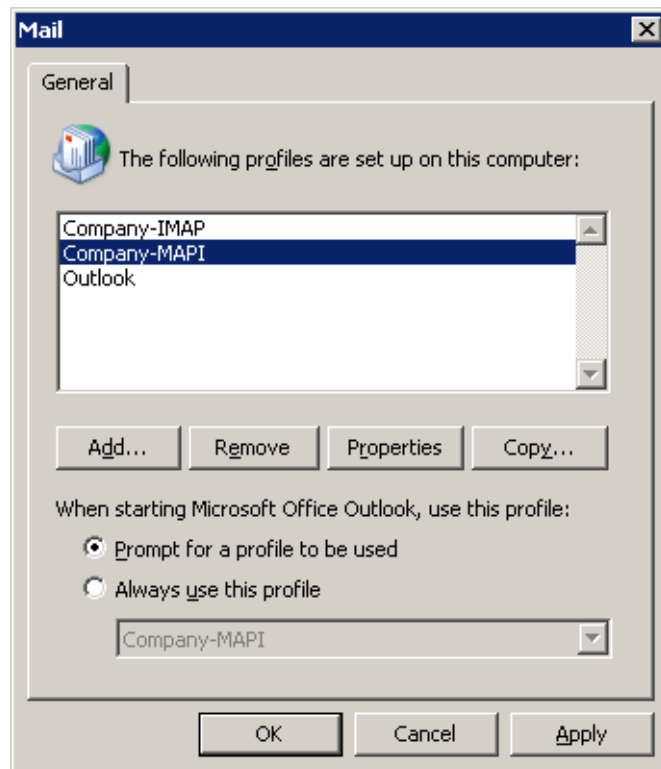 Mail
General
The following profiles are set up on this computer:
Company-IMAP
Company-MAPI
Outlook
Add... Remove Properties Copy...
When starting Microsoft Office Outlook, use this profile:
Prompt for a profile to be used
Always use this profile
Company-MAPI
OK Cancel Apply